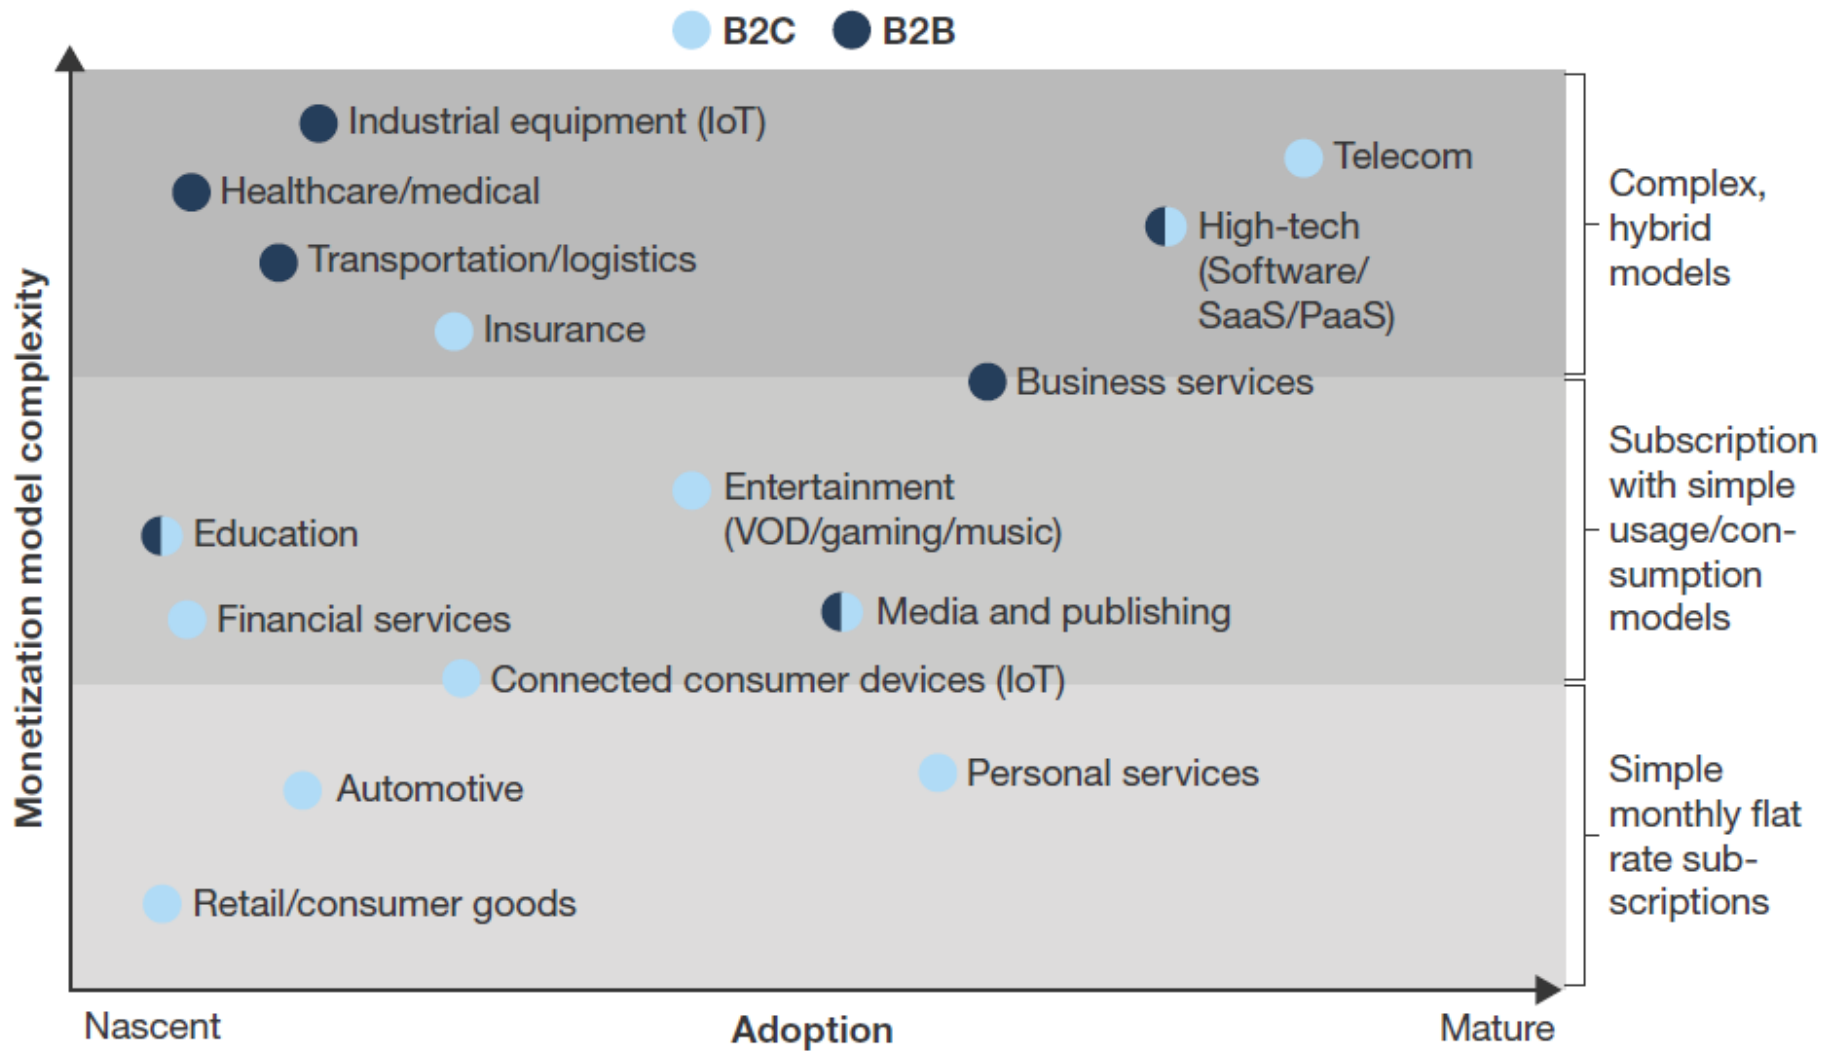 B2C
B2B
Monetization model complexity
Industrial equipment (IoT)
Healthcare/medical
Transportation/logistics
Insurance
Telecom
High-tech
(Software/
SaaS/PaaS)
Business services
Entertainment
(VOD/gaming/music)
Education
Financial services
Media and publishing
Connected consumer devices (IoT)
Automotive
Personal services
Retail/consumer goods
Complex,
hybrid
models
Subscription
with simple
usage/con-
sumption
models
Simple
monthly flat
rate sub-
scriptions
Nascent
Adoption
Mature